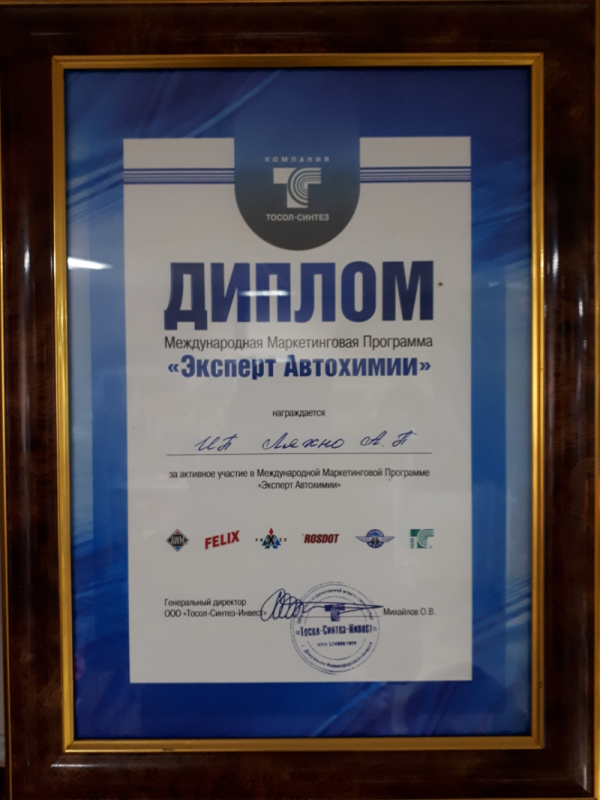 КОМПАНИЯ
ТОСОЛ-СИНТЕЗ
ДИПЛОМ
Международная Маркетинговая Программа
«Эксперт Автохимии»
награждается
ИП Ляхно А.П
за активное участие в Международной Маркетинговой Программе
«Эксперт Автохимии»
AWM FELIX ROSDOT
Генеральный директор
ООО «Тосол-Синтез-Инвест»
Михайлов О.В.
«Тосол-Синтез-Инвест»